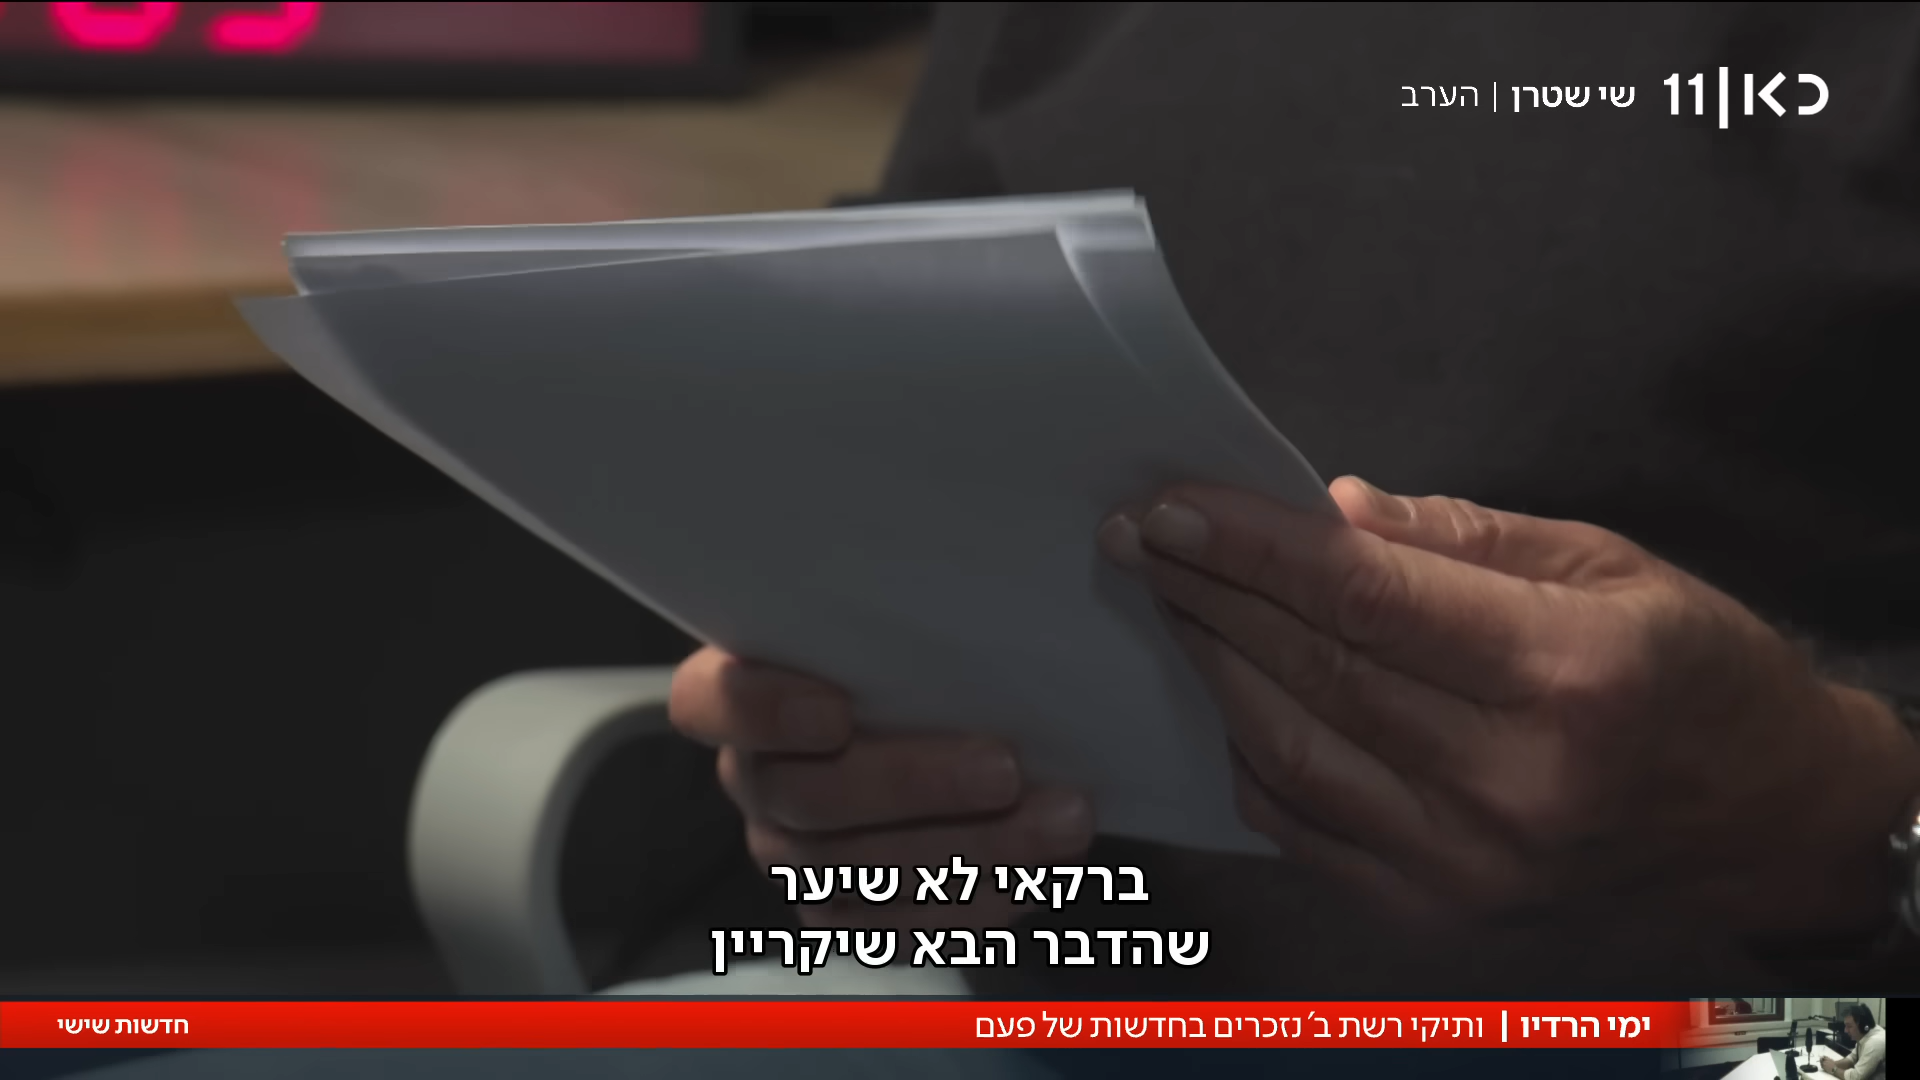 כאן|11 שי שטרן | הערב
ברקאי לא שיער
שהדבר הבא שיקריין
ימי הרדיו | ותיקי רשת ב׳ נזכרים בחדשות של פעם
חדשות שישי